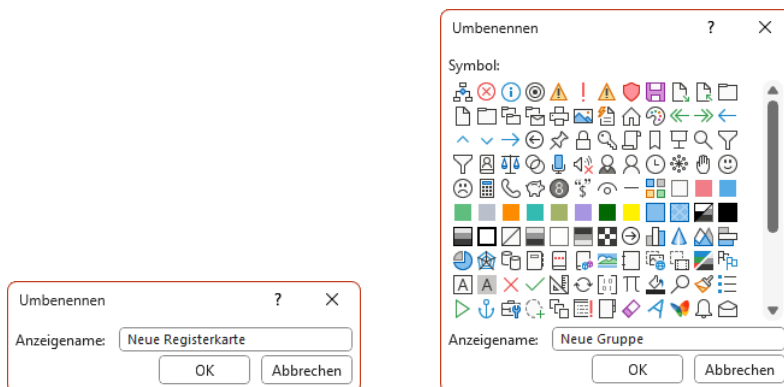 Umbenennen ?
Anzeigename: Neue Registerkarte
OK Abbrechen
Umbenennen ?
Symbol:
Anzeigename: Neue Gruppe
OK Abbrechen